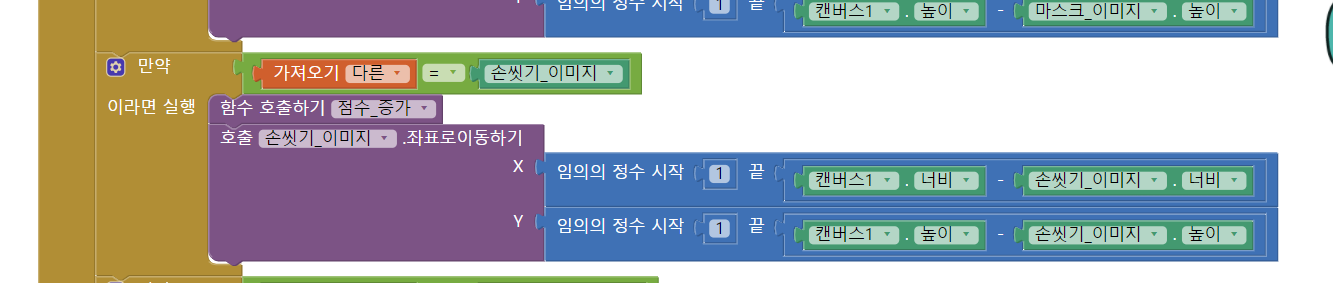 임의의 정수 시작 1 끝 캔버스1 . 높이 - 마스크_이미지 . 높이
만약 가져오기 다른 = 손씻기_이미지
이라면 실행 함수 호출하기 점수_증가
호출 손씻기_이미지 .좌표로이동하기
X 임의의 정수 시작 1 끝 캔버스1 . 너비 - 손씻기_이미지 . 너비
Y 임의의 정수 시작 1 끝 캔버스1 . 높이 - 손씻기_이미지 . 높이